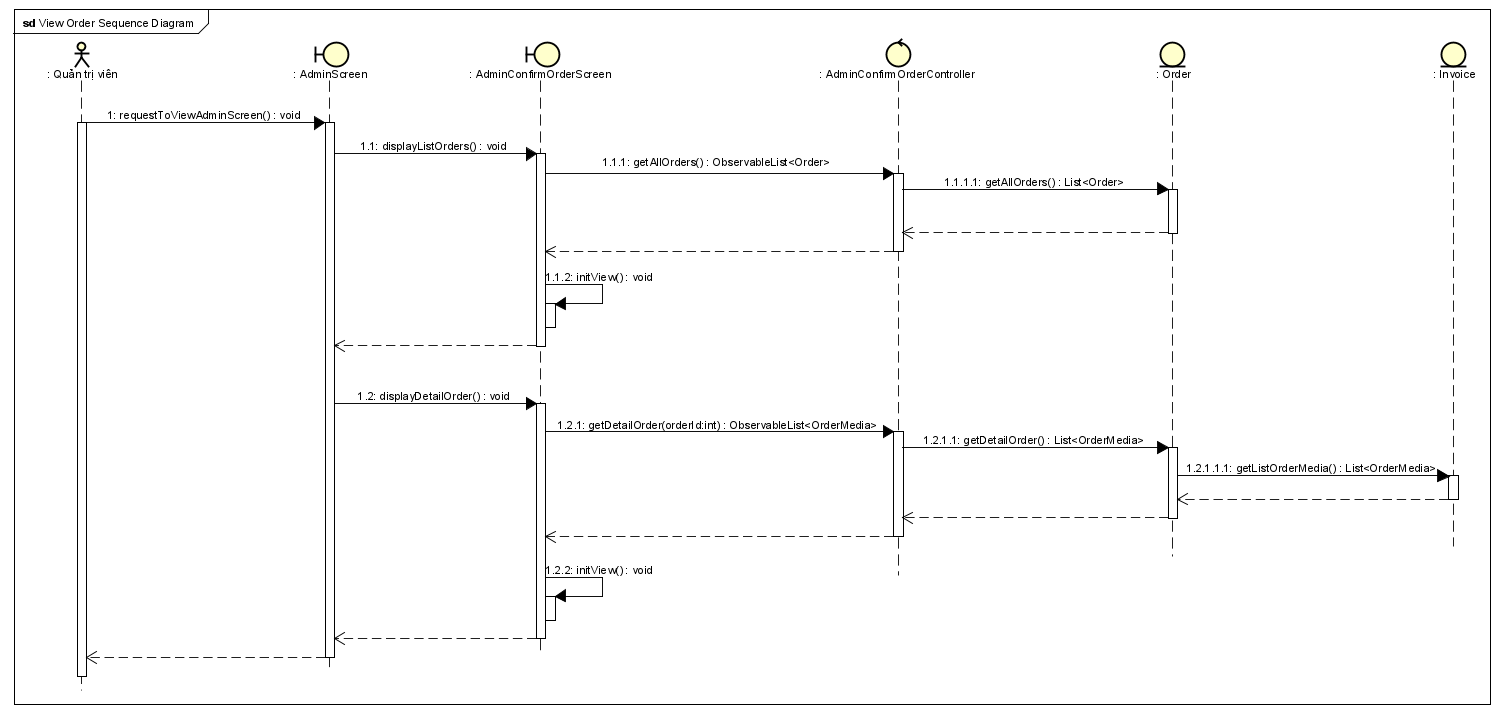 sd View Order Sequence Diagram
: Quản trị viên
: AdminScreen
: AdminConfirmOrderScreen
: AdminConfirmOrderController
: Order
: Invoice
1: requestToViewAdminScreen() : void
1.1: displayListOrders() : void
1.1.1: getAllOrders() : ObservableList<Order>
1.1.1.1: getAllOrders() : List<Order>
1.1.2: initView() : void
1.2: displayDetailOrder() : void
1.2.1: getDetailOrder(orderId:int) : ObservableList<OrderMedia>
1.2.1.1: getDetailOrder() : List<OrderMedia>
1.2.1.1.1: getListOrderMedia() : List<OrderMedia>
1.2.2: initView() : void